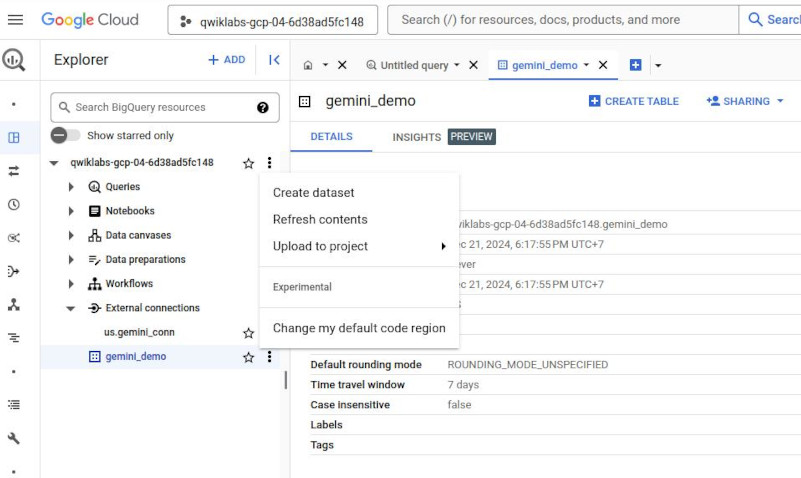 Google Cloud
qwiklabs-gcp-04-6d38ad5fc148
Search (/) for resources, docs, products, and more
Search
Explorer
+ ADD
Untitled query
gemini_demo
Search BigQuery resources
gemini_demo
CREATE TABLE
SHARING
Show starred only
DETAILS
INSIGHTS
PREVIEW
qwiklabs-gcp-04-6d38ad5fc148
Queries
Notebooks
Data canvases
Data preparations
Workflows
External connections
us.gemini_conn
gemini_demo
Create dataset
Refresh contents
Upload to project
Experimental
Change my default code region
wiklabs-gcp-04-6d38ad5fc148.gemini_demo
ec 21, 2024, 6:17:55 PM UTC+7
ever
ec 21, 2024, 6:17:55 PM UTC+7
Default rounding mode ROUNDING_MODE_UNSPECIFIED
Time travel window 7 days
Case insensitive false
Labels
Tags